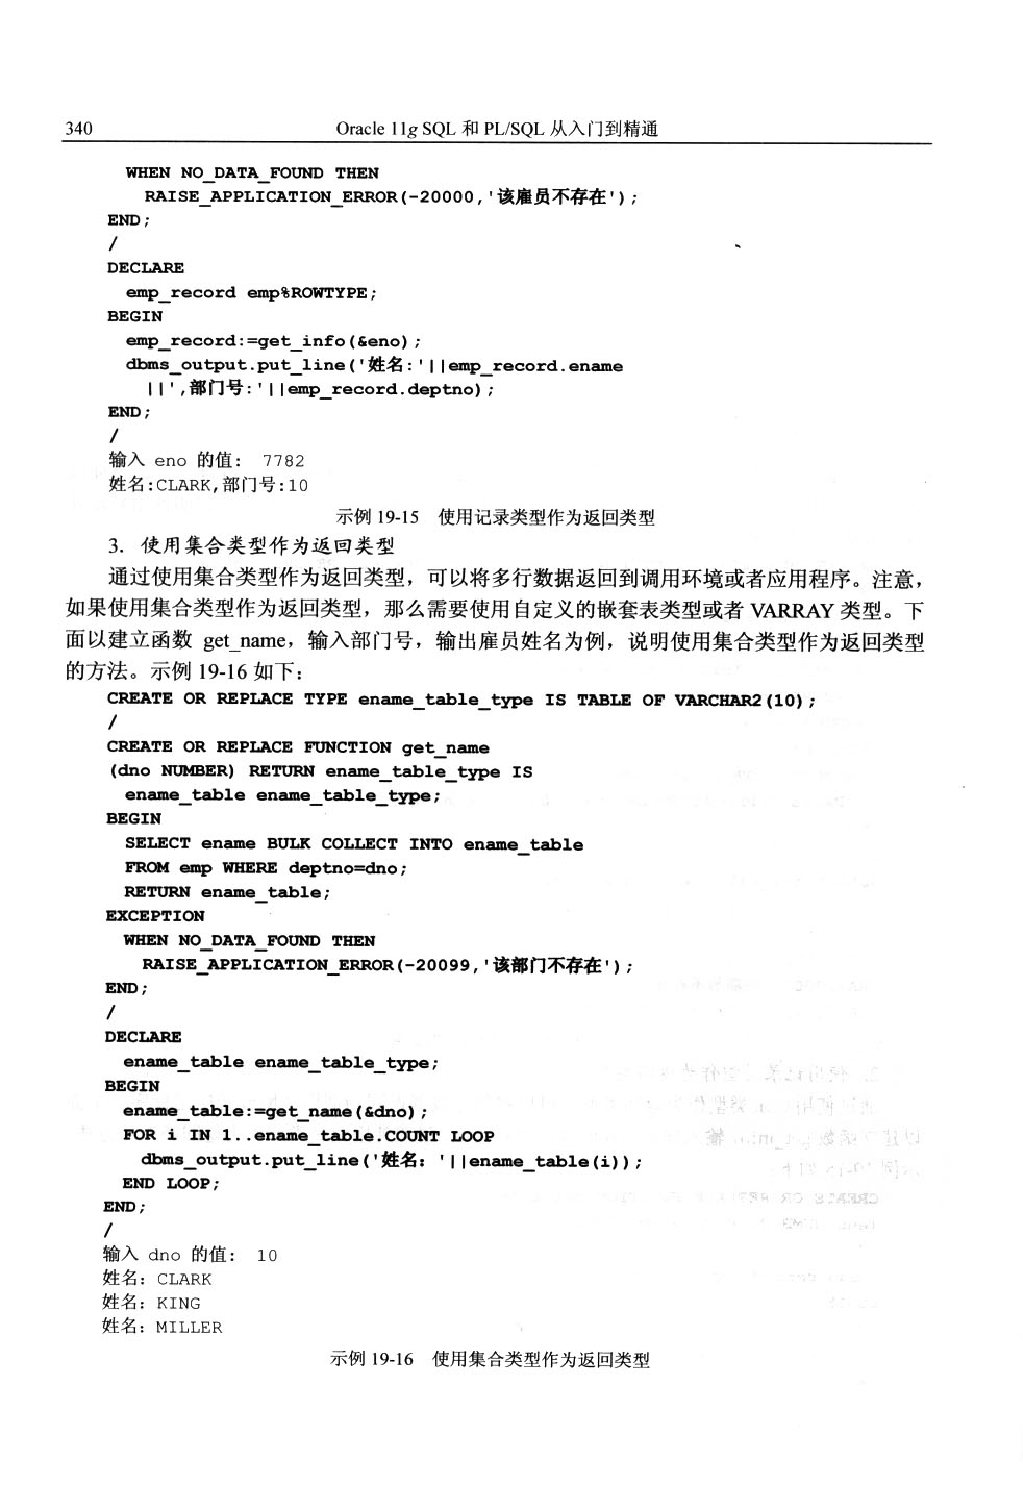 340
Oracle 11g SQL 和 PL/SQL 从入门到精通
WHEN NO_DATA_FOUND THEN
RAISE_APPLICATION_ERROR(-20000,'该雇员不存在');
END;
/
DECLARE
emp_record emp%ROWTYPE;
BEGIN
emp_record:=get_info(&eno);
dbms_output.put_line('姓名:'||emp_record.ename
||',部门号:'||emp_record.deptno);
END;
/
输入 eno 的值： 7782
姓名:CLARK,部门号:10
示例 19-15 使用记录类型作为返回类型
3. 使用集合类型作为返回类型
通过使用集合类型作为返回类型，可以将多行数据返回到调用环境或者应用程序。注意，
如果使用集合类型作为返回类型，那么需要使用自定义的嵌套表类型或者 VARRAY 类型。下
面以建立函数 get_name，输入部门号，输出雇员姓名为例，说明使用集合类型作为返回类型
的方法。示例 19-16 如下：
CREATE OR REPLACE TYPE ename_table_type IS TABLE OF VARCHAR2(10);
/
CREATE OR REPLACE FUNCTION get_name
(dno NUMBER) RETURN ename_table_type IS
ename_table ename_table_type;
BEGIN
SELECT ename BULK COLLECT INTO ename_table
FROM emp WHERE deptno=dno;
RETURN ename_table;
EXCEPTION
WHEN NO_DATA_FOUND THEN
RAISE_APPLICATION_ERROR(-20099,'该部门不存在');
END;
/
DECLARE
ename_table ename_table_type;
BEGIN
ename_table:=get_name(&dno);
FOR i IN 1..ename_table.COUNT LOOP
dbms_output.put_line('姓名：'||ename_table(i));
END LOOP;
END;
/
输入 dno 的值： 10
姓名：CLARK
姓名：KING
姓名：MILLER
示例 19-16 使用集合类型作为返回类型